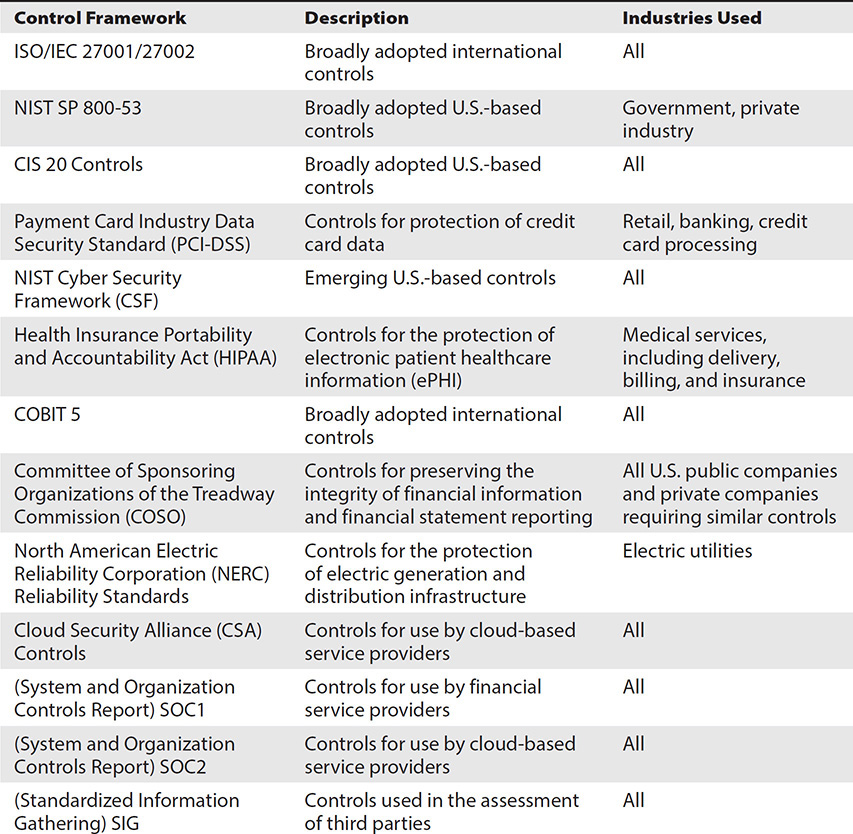 Control Framework Description Industries Used
ISO/IEC 27001/27002 Broadly adopted international All
controls
NIST SP 800-53 Broadly adopted U.S.-based Government, private
controls industry
CIS 20 Controls Broadly adopted U.S.-based All
controls
Payment Card Industry Data Controls for protection of credit Retail, banking, credit
Security Standard (PCI-DSS) card data card processing
NIST Cyber Security Emerging U.S.-based controls All
Framework (CSF)
Health Insurance Portability Controls for the protection of Medical services,
and Accountability Act (HIPAA) electronic patient healthcare including delivery,
information (ePHI) billing, and insurance
COBIT 5 Broadly adopted international All
controls
Committee of Sponsoring Controls for preserving the All U.S. public companies
Organizations of the Treadway integrity of financial information and private companies
Commission (COSO) and financial statement reporting requiring similar controls
North American Electric Controls for the protection Electric utilities
Reliability Corporation (NERC) of electric generation and
Reliability Standards distribution infrastructure
Cloud Security Alliance (CSA) Controls for use by cloud-based All
Controls service providers
(System and Organization Controls for use by financial All
Controls Report) SOC1 service providers
(System and Organization Controls for use by cloud-based All
Controls Report) SOC2 service providers
(Standardized Information Controls used in the assessment All
Gathering) SIG of third parties